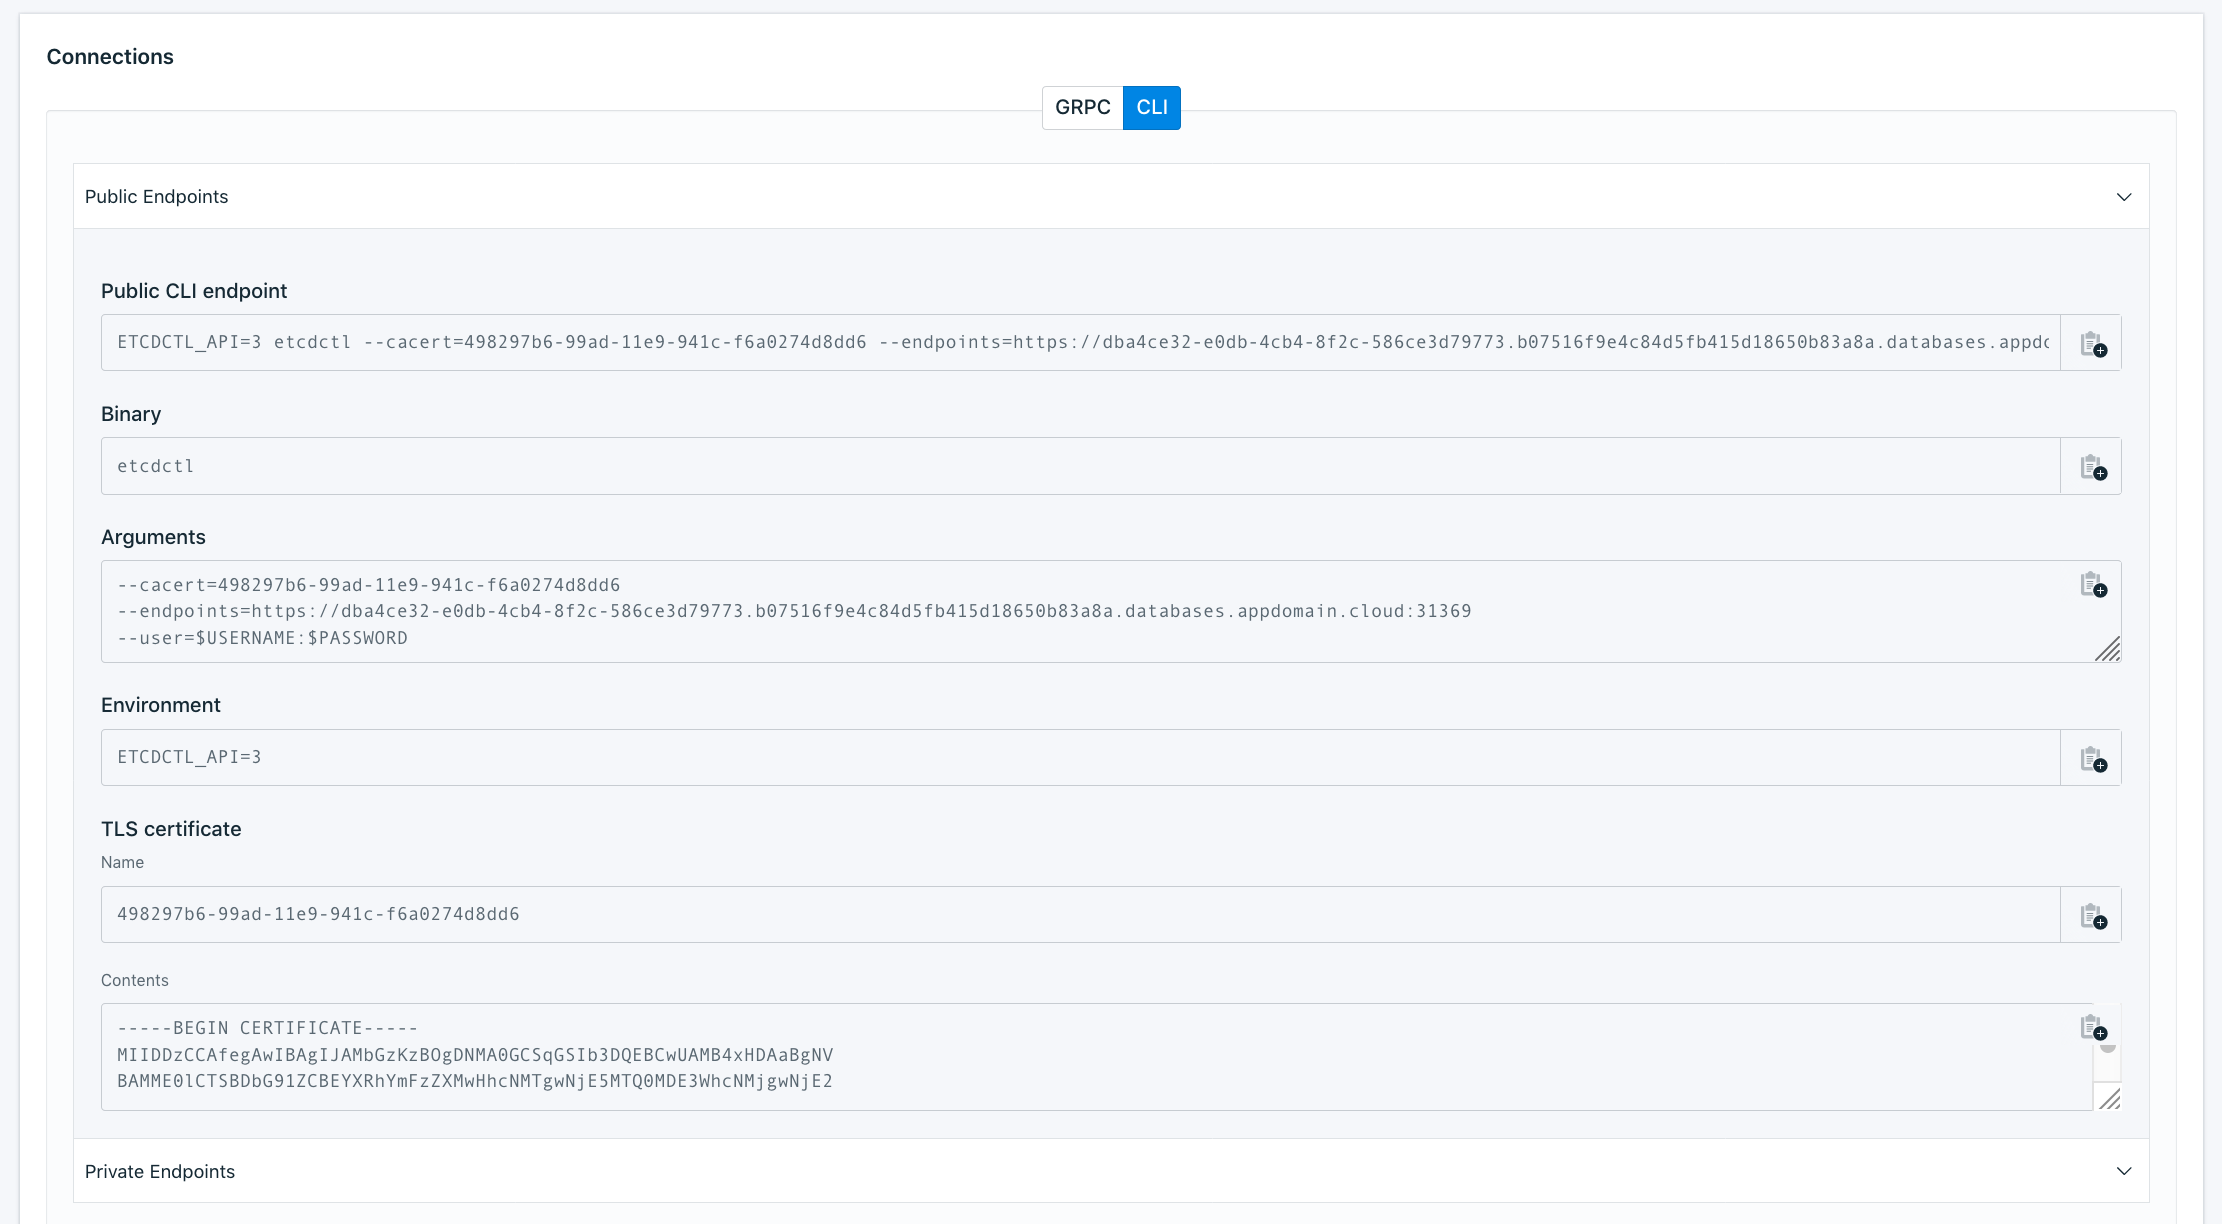 Connections
GRPC CLI
Public Endpoints
Public CLI endpoint
ETCDCTL_API=3 etcdctl --cacert=498297b6-99ad-11e9-941c-f6a0274d8dd6 --endpoints=https://dba4ce32-e0db-4cb4-8f2c-586ce3d79773.b07516f9e4c84d5fb415d18650b83a8a.databases.appdo
Binary
etcdctl
Arguments
--cacert=498297b6-99ad-11e9-941c-f6a0274d8dd6
--endpoints=https://dba4ce32-e0db-4cb4-8f2c-586ce3d79773.b07516f9e4c84d5fb415d18650b83a8a.databases.appdomain.cloud:31369
--user=$USERNAME:$PASSWORD
Environment
ETCDCTL_API=3
TLS certificate
Name
498297b6-99ad-11e9-941c-f6a0274d8dd6
Contents
-----BEGIN CERTIFICATE-----
MIIDDzCCAfegAwIBAgIJAMbGzKzBOgDNMA0GCSqGSIb3DQEBCwUAMB4xHDAaBgNV
BAMME0lCTSBDbG91ZCBEYXRhYmFzZXMwHhcNMTgwNjE5MTQ0MDE3WhcNMjgwNjE2
Private Endpoints